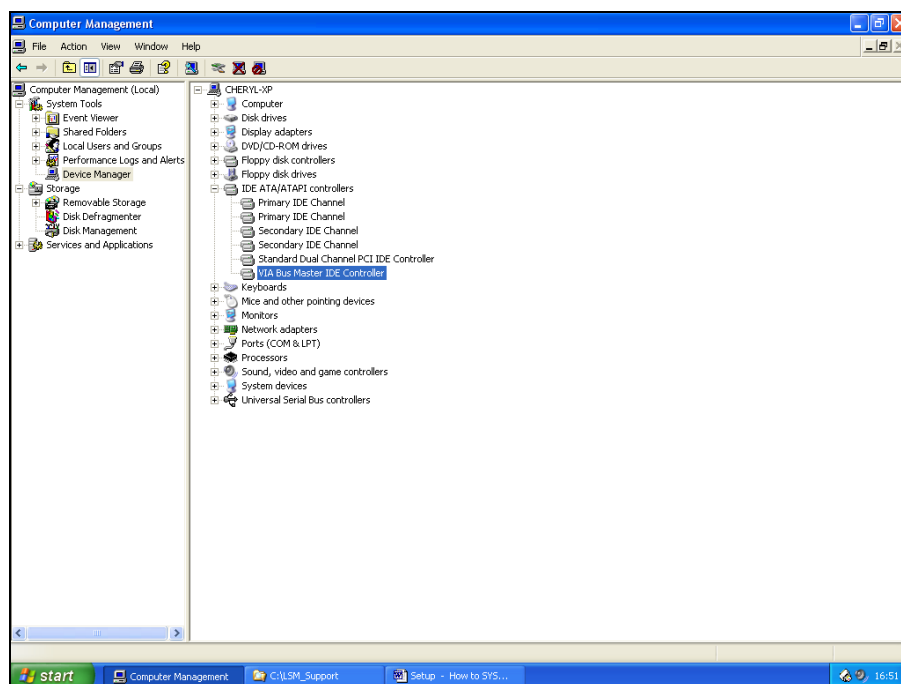 Computer Management
File Action View Window Help
Computer Management (Local)
System Tools
Event Viewer
Shared Folders
Local Users and Groups
Performance Logs and Alerts
Device Manager
Storage
Removable Storage
Disk Defragmenter
Disk Management
Services and Applications
CHERYL-XP
Computer
Disk drives
Display adapters
DVD/CD-ROM drives
Floppy disk controllers
Floppy disk drives
IDE ATA/ATAPI controllers
Primary IDE Channel
Primary IDE Channel
Secondary IDE Channel
Secondary IDE Channel
Standard Dual Channel PCI IDE Controller
VIA Bus Master IDE Controller
Keyboards
Mice and other pointing devices
Monitors
Network adapters
Ports (COM & LPT)
Processors
Sound, video and game controllers
System devices
Universal Serial Bus controllers
start Computer Management C:\LSM_Support Setup - How to SYS... 16:51